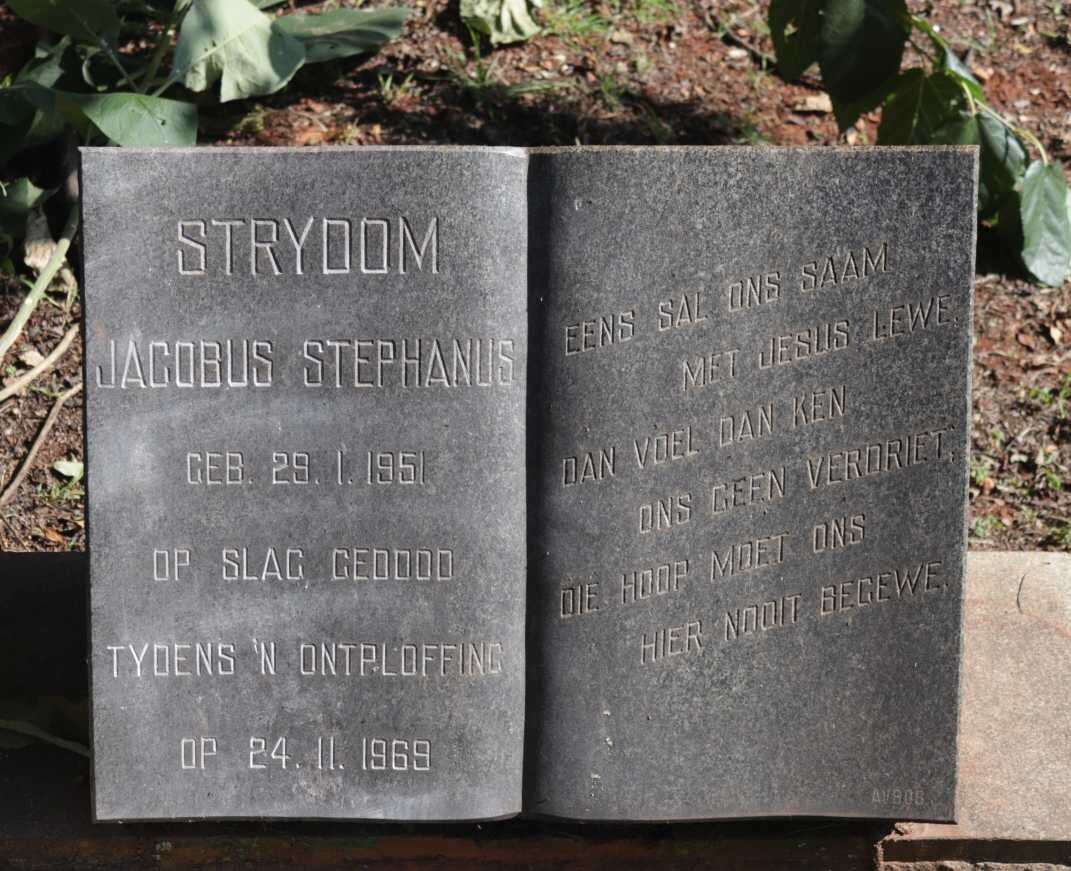 STRYDOM
JACOBUS STEPHANUS
GEB. 29. 1. 1951
OP SLAG GEDOOD
TYDENS 'N ONTPLOFFING
OP 24. 11. 1969
EENS SAL ONS SAAM
MET JESUS LEWE.
DAN VOEL DAN KEN
ONS GEEN VERDRIET,
DIE HOOP MOET ONS
HIER NOOIT BEGEWE.
AVBOB